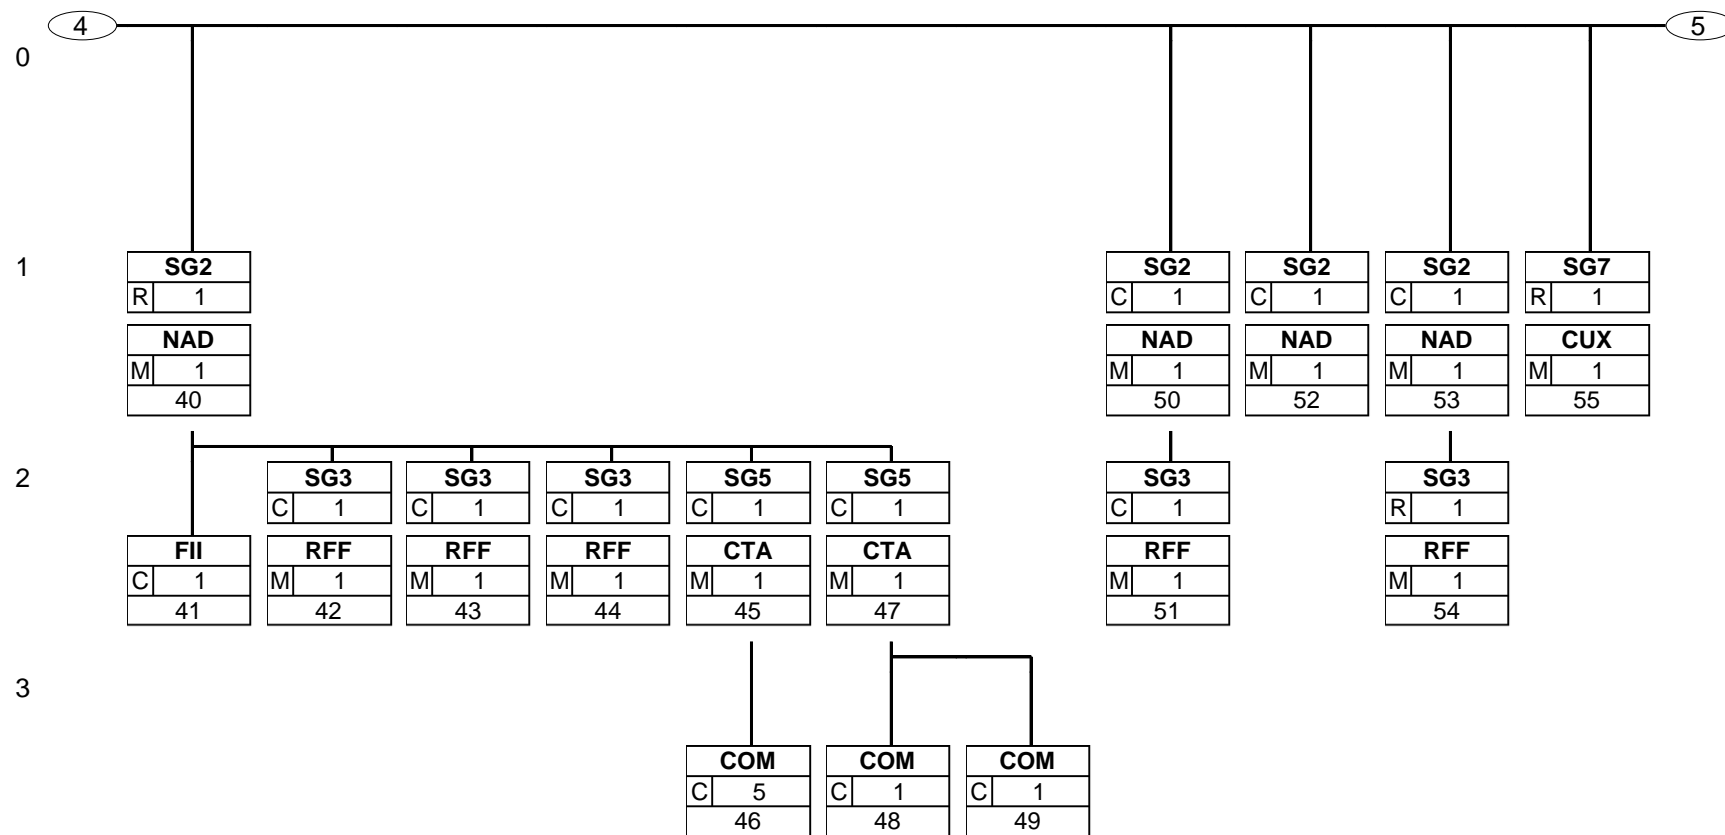 4 5
0
1
SG2 SG2 SG2 SG2 SG7
R 1 C 1 C 1 C 1 R 1
NAD NAD NAD NAD CUX
M 1 M 1 M 1 M 1 M 1
40 50 52 53 55
2
SG3 SG3 SG3 SG5 SG5 SG3 SG3
C 1 C 1 C 1 C 1 C 1 C 1 R 1
FII RFF RFF RFF CTA CTA RFF RFF
C 1 M 1 M 1 M 1 M 1 M 1 M 1 M 1
41 42 43 44 45 47 51 54
3
COM COM COM
C 5 C 1 C 1
46 48 49